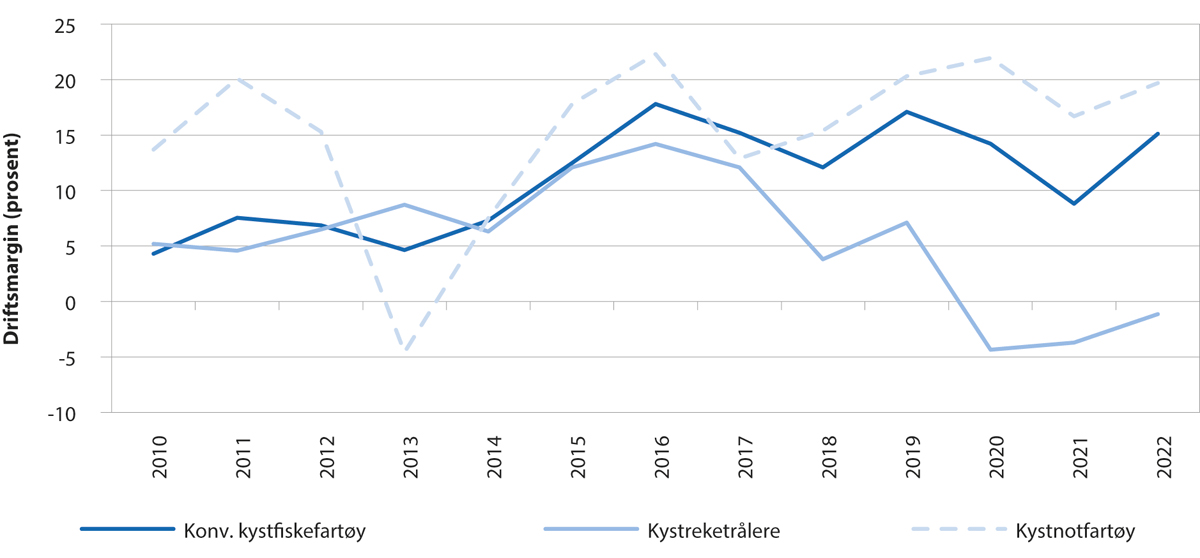 Driftsmargin (prosent)
25
20
15
10
5
0
-5
-10
2010 2011 2012 2013 2014 2015 2016 2017 2018 2019 2020 2021 2022
Konv. kystfiskefartøy Kystreketrålere Kystnotfartøy